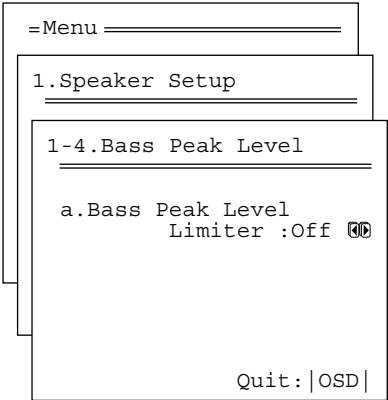 =Menu
1.Speaker Setup
1-4.Bass Peak Level
a.Bass Peak Level
Limiter :Off
Quit:|OSD|